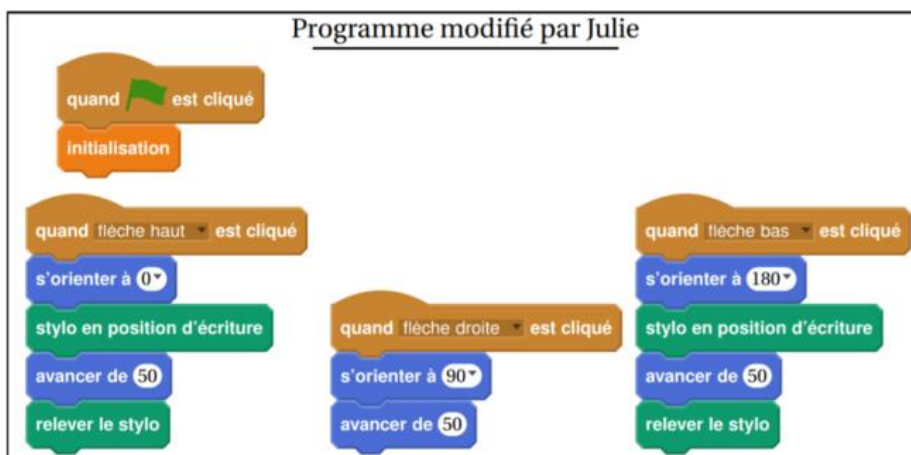 Programme modifié par Julie
quand est cliqué
initialisation
quand flèche haut est cliqué
s'orienter à 0
stylo en position d'écriture
avancer de 50
relever le stylo
quand flèche droite est cliqué
s'orienter à 90
avancer de 50
quand flèche bas est cliqué
s'orienter à 180
stylo en position d'écriture
avancer de 50
relever le stylo